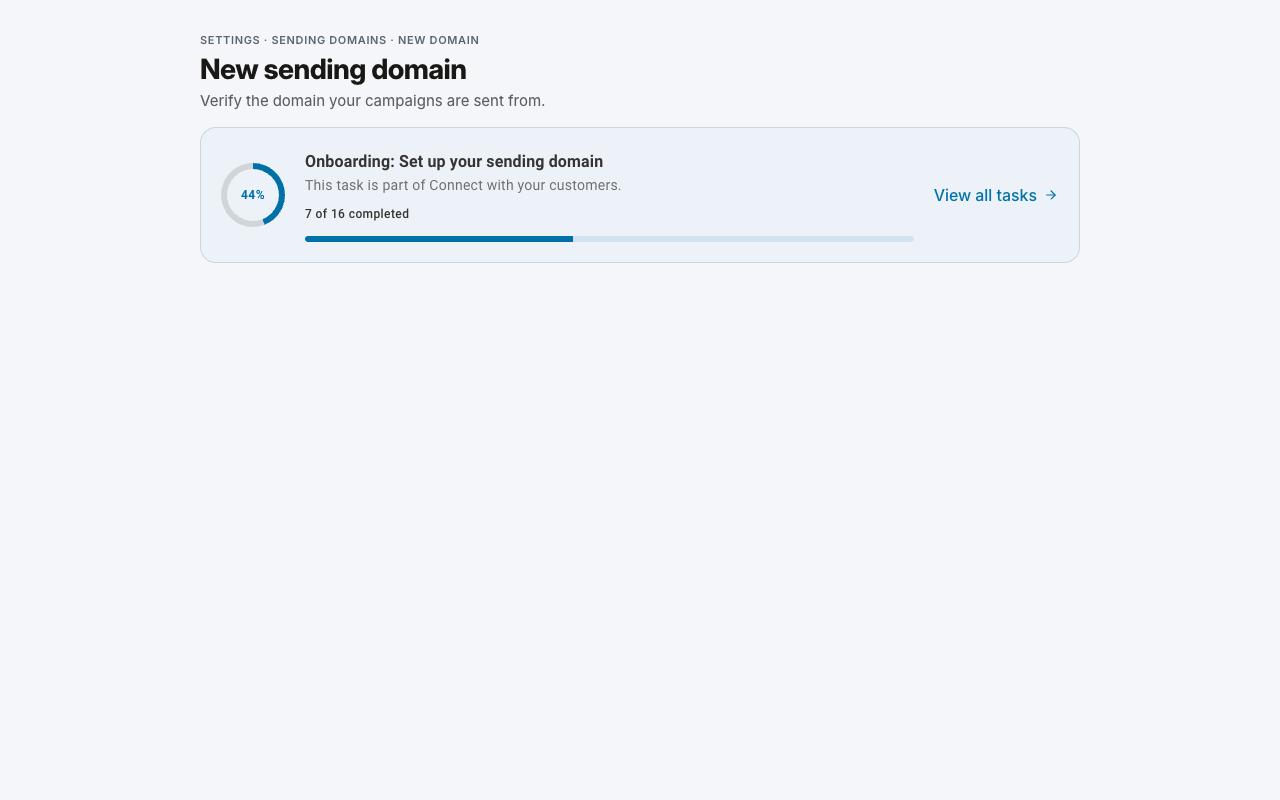 SETTINGS · SENDING DOMAINS · NEW DOMAIN
New sending domain
Verify the domain your campaigns are sent from.
44%
Onboarding: Set up your sending domain
This task is part of Connect with your customers.
7 of 16 completed
View all tasks →